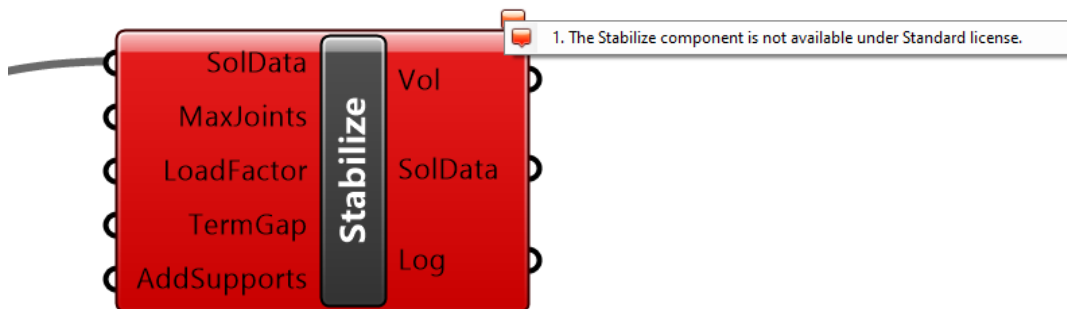 1. The Stabilize component is not available under Standard license.
SolData
MaxJoints
LoadFactor
TermGap
AddSupports
Stabilize
Vol
SolData
Log